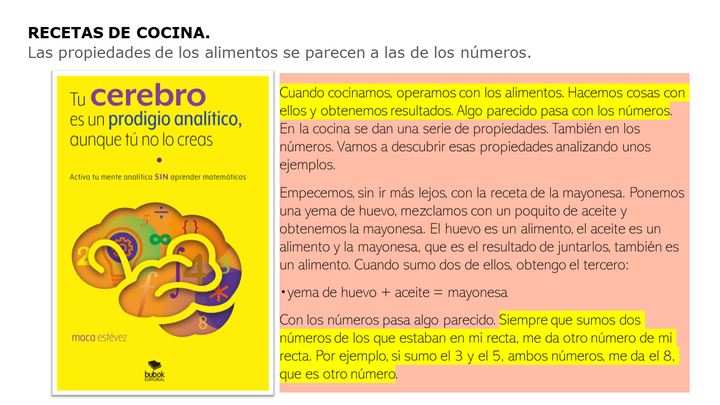 RECETAS DE COCINA.
Las propiedades de los alimentos se parecen a las de los números.
Tu cerebro
es un prodigio analítico,
aunque tú no lo creas
•
Activa tu mente analítica SIN aprender matemáticas
÷
{}
∞
2
4
3
f
∫
*
8
maca estévez
bubok
EDITORIAL
Cuando cocinamos, operamos con los alimentos. Hacemos cosas con
ellos y obtenemos resultados. Algo parecido pasa con los números.
En la cocina se dan una serie de propiedades. También en los
números. Vamos a descubrir esas propiedades analizando unos
ejemplos.
Empecemos, sin ir más lejos, con la receta de la mayonesa. Ponemos
una yema de huevo, mezclamos con un poquito de aceite y
obtenemos la mayonesa. El huevo es un alimento, el aceite es un
alimento y la mayonesa, que es el resultado de juntarlos, también es
un alimento. Cuando sumo dos de ellos, obtengo el tercero:
•yema de huevo + aceite = mayonesa
Con los números pasa algo parecido. Siempre que sumos dos
números de los que estaban en mi recta, me da otro número de mi
recta. Por ejemplo, si sumo el 3 y el 5, ambos números, me da el 8,
que es otro número.